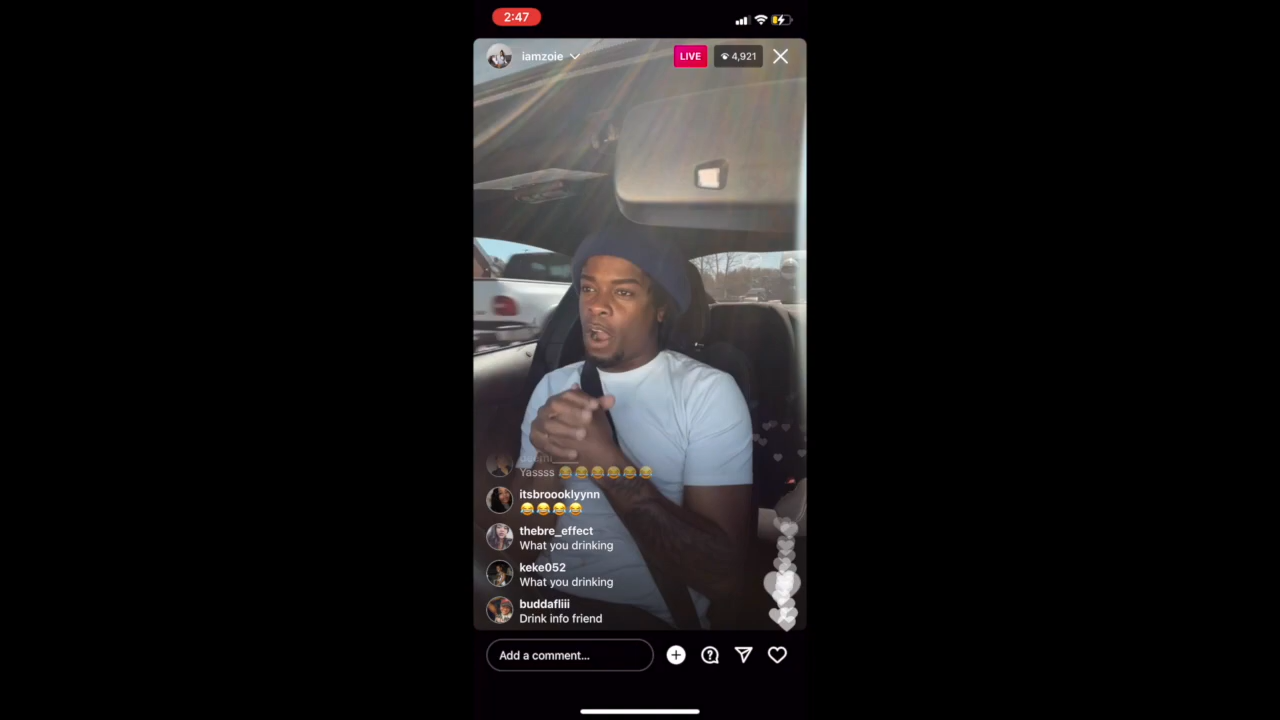 2:47
iamzoie
LIVE 4,921
Yassss 😂😂😂😂😂😂
itsbroooklyynn
😂😂😂😂
thebre_effect
What you drinking
keke052
What you drinking
buddafliii
Drink info friend
Add a comment...